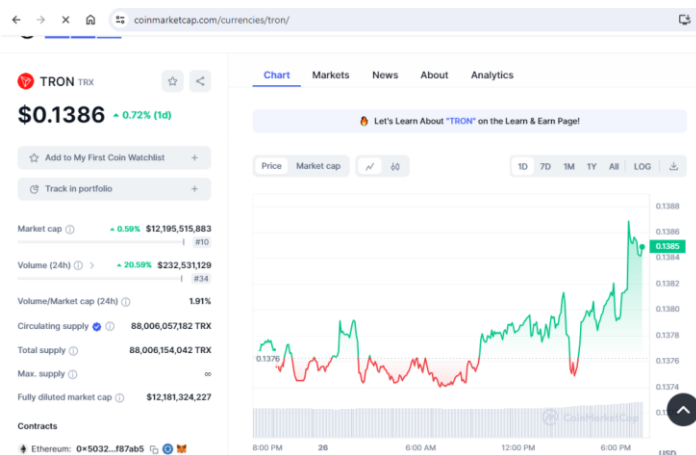 coinmarketcap.com/currencies/tron/
TRON TRX
$0.1386 0.72% (1d)
Add to My First Coin Watchlist +
Track in portfolio +
Market cap 0.59% $12,195,515,883
#10
Volume (24h) 20.59% $232,531,129
#34
Volume/Market cap (24h) 1.91%
Circulating supply 88,006,057,182 TRX
Total supply 88,006,154,042 TRX
Max. supply ∞
Fully diluted market cap $12,181,324,227
Contracts
Ethereum: 0x5032...f87ab5
Chart Markets News About Analytics
Let's Learn About "TRON" on the Learn & Earn Page!
Price Market cap 1D 7D 1M 1Y All LOG
0.1388
0.1386
0.1385
0.1384
0.1382
0.1380
0.1378
0.1376
0.1376
0.1374
CoinMarketCap
8:00 PM 26 6:00 AM 12:00 PM 6:00 PM
USD